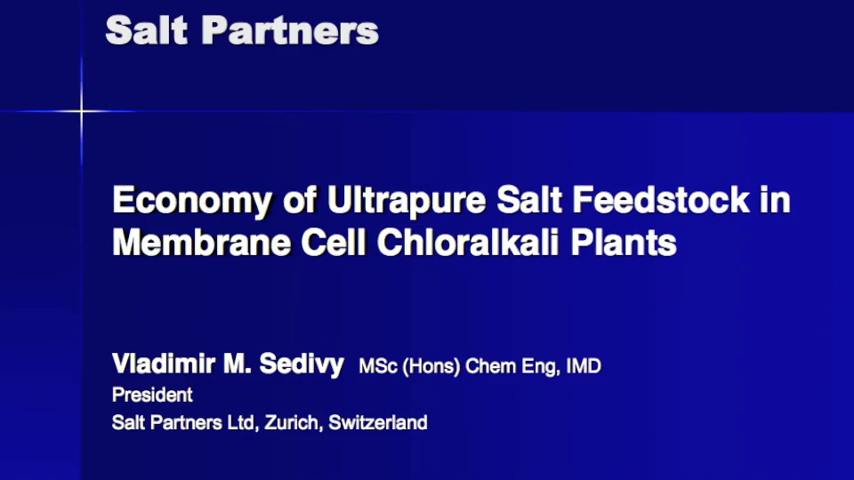 Salt Partners
Economy of Ultrapure Salt Feedstock in
Membrane Cell Chloralkali Plants
Vladimir M. Sedivy MSc (Hons) Chem Eng, IMD
President
Salt Partners Ltd, Zurich, Switzerland